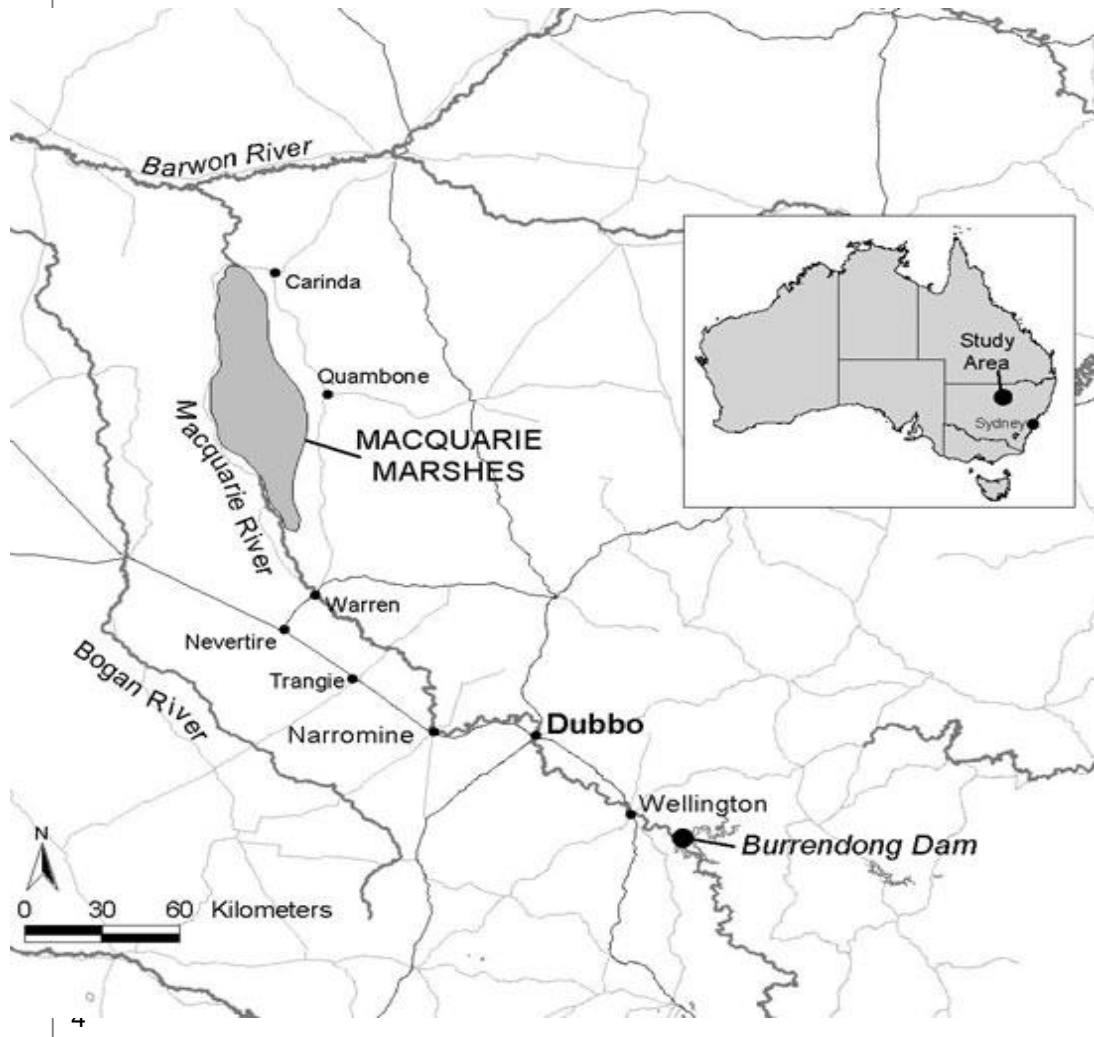 Barwon River
Carinda
Study
Area
Sydney
Quambone
MACQUARIE
MARSHES
Macquarie River
Warren
Nevertire
Trangie
Bogan River
Narromine
Dubbo
Wellington
Burrendong Dam
N
0 30 60 Kilometers
4